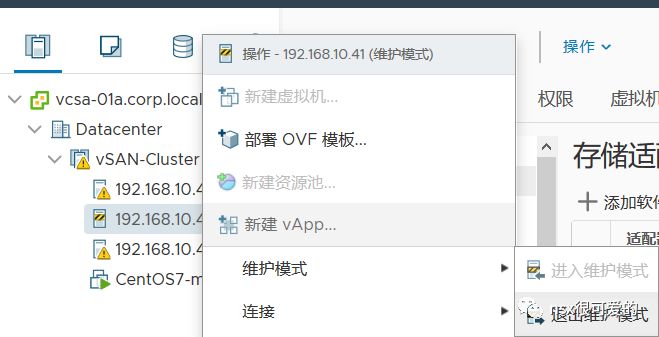 操作 - 192.168.10.41 (维护模式)
操作
vcsa-01a.corp.local
新建虚拟机...
权限
虚拟机
Datacenter
部署 OVF 模板...
vSAN-Cluster
存储适
新建资源池...
192.168.10.4
添加软件
192.168.10.4
新建 vApp...
适配
192.168.10.4
维护模式
进入维护模式
CentOS7-m
连接
退出维护模式
很可爱的